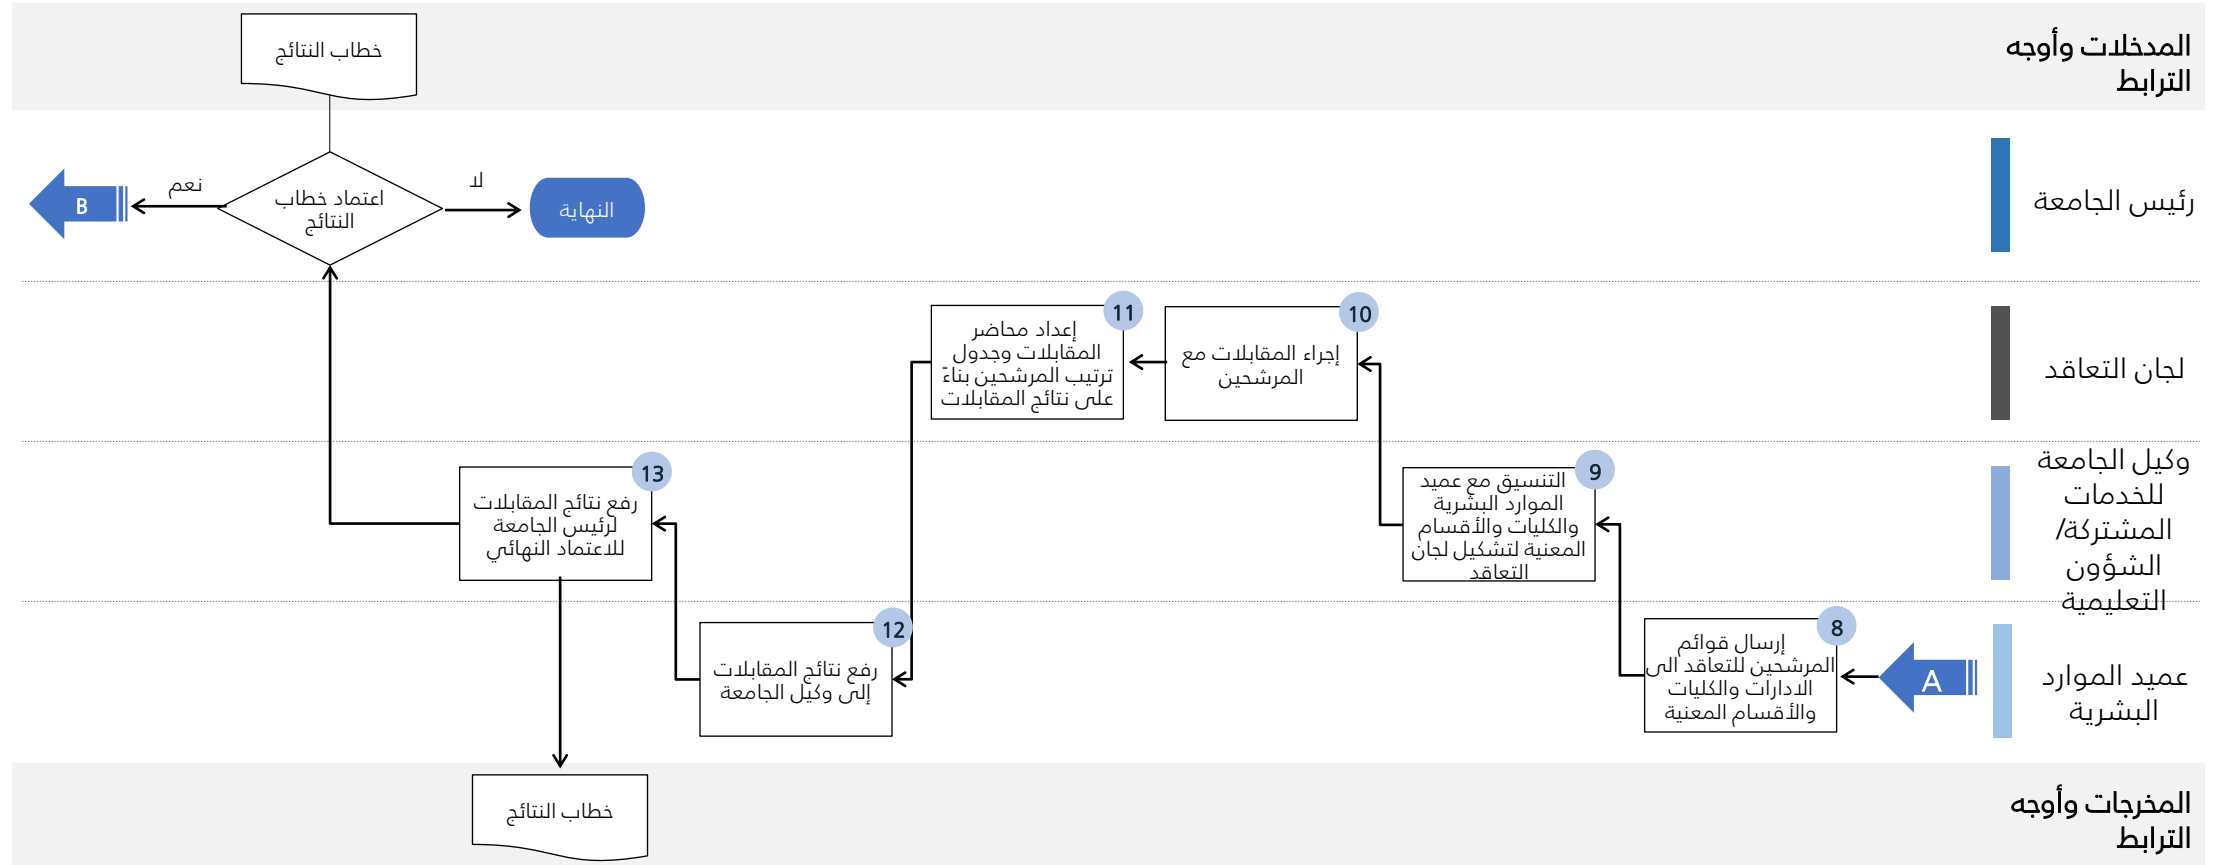 المدخلات وأوجه
الترابط
خطاب النتائج
رئيس الجامعة
النهاية
لا
اعتماد خطاب
النتائج
نعم
B
لجان التعاقد
10
إجراء المقابلات مع
المرشحين
11
إعداد محاضر
المقابلات وجدول
ترتيب المرشحين بناءً
على نتائج المقابلات
وكيل الجامعة
للخدمات
المشتركة/
الشؤون
التعليمية
9
التنسيق مع عميد
الموارد البشرية
والكليات والأقسام
المعنية لتشكيل لجان
التعاقد
13
رفع نتائج المقابلات
لرئيس الجامعة
للاعتماد النهائي
عميد الموارد
البشرية
A
8
إرسال قوائم
المرشحين للتعاقد الى
الادارات والكليات
والأقسام المعنية
12
رفع نتائج المقابلات
إلى وكيل الجامعة
المخرجات وأوجه
الترابط
خطاب النتائج